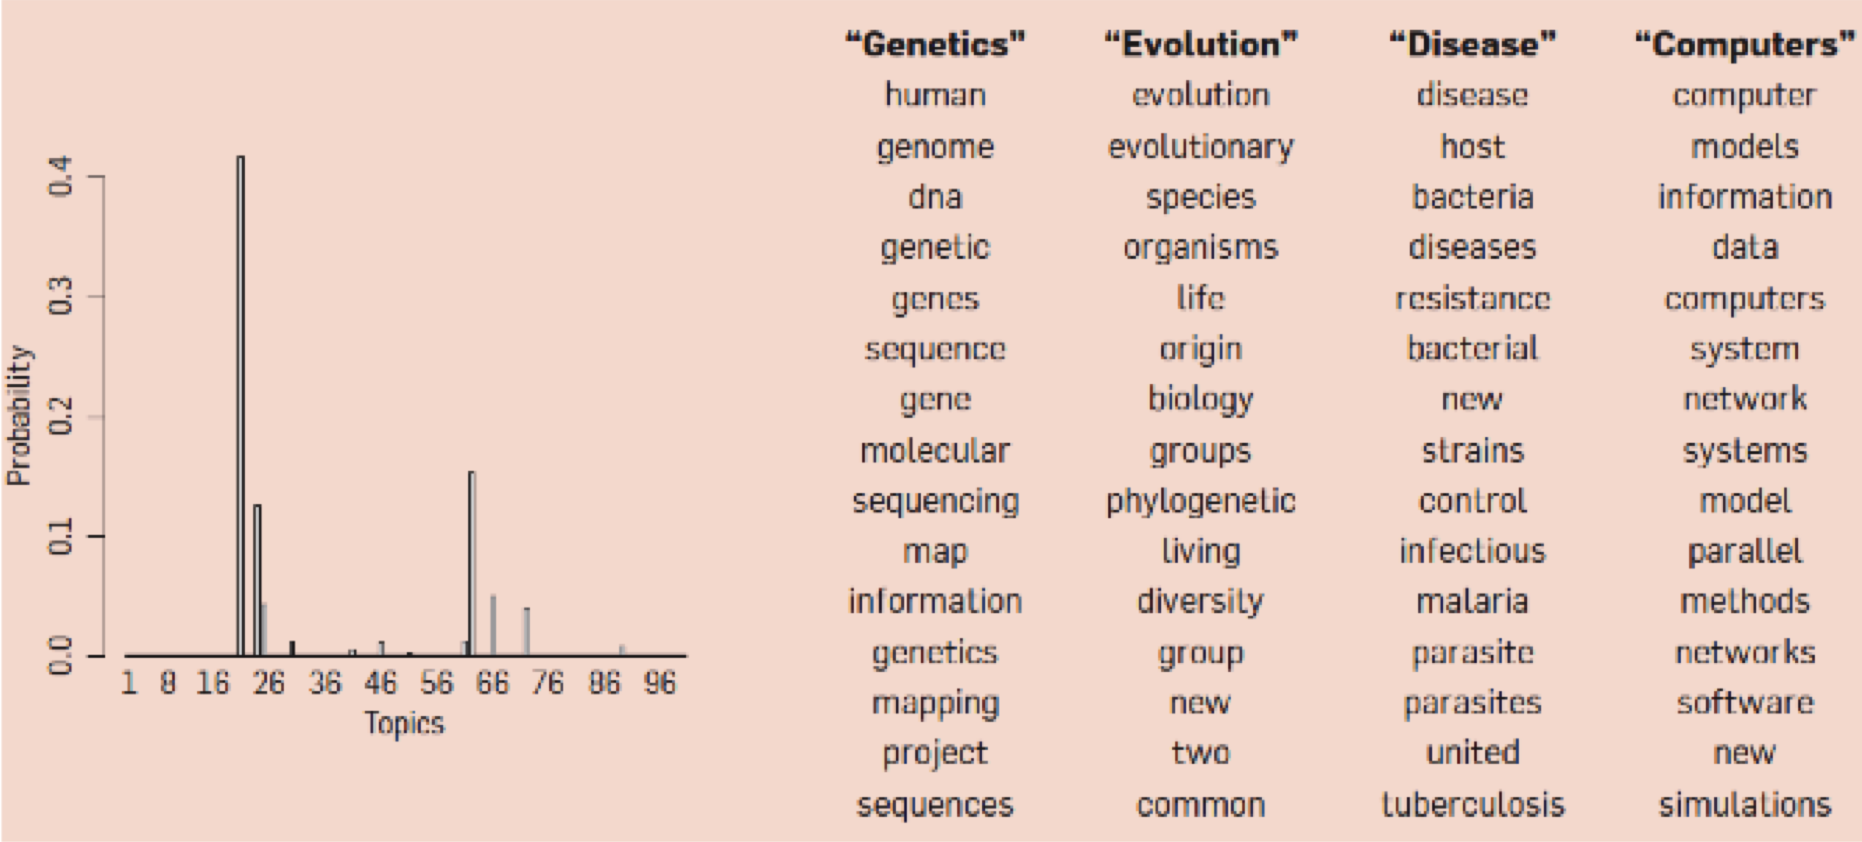 Probability
0.4
0.3
0.2
0.1
0.0
1 8 16 26 36 46 56 66 76 86 96
Topics
“Genetics” “Evolution” “Disease” “Computers”
human evolution disease computer
genome evolutionary host models
dna species bacteria information
genetic organisms diseases data
genes life resistance computers
sequence origin bacterial system
gene biology new network
molecular groups strains systems
sequencing phylogenetic control model
map living infectious parallel
information diversity malaria methods
genetics group parasite networks
mapping new parasites software
project two united new
sequences common tuberculosis simulations